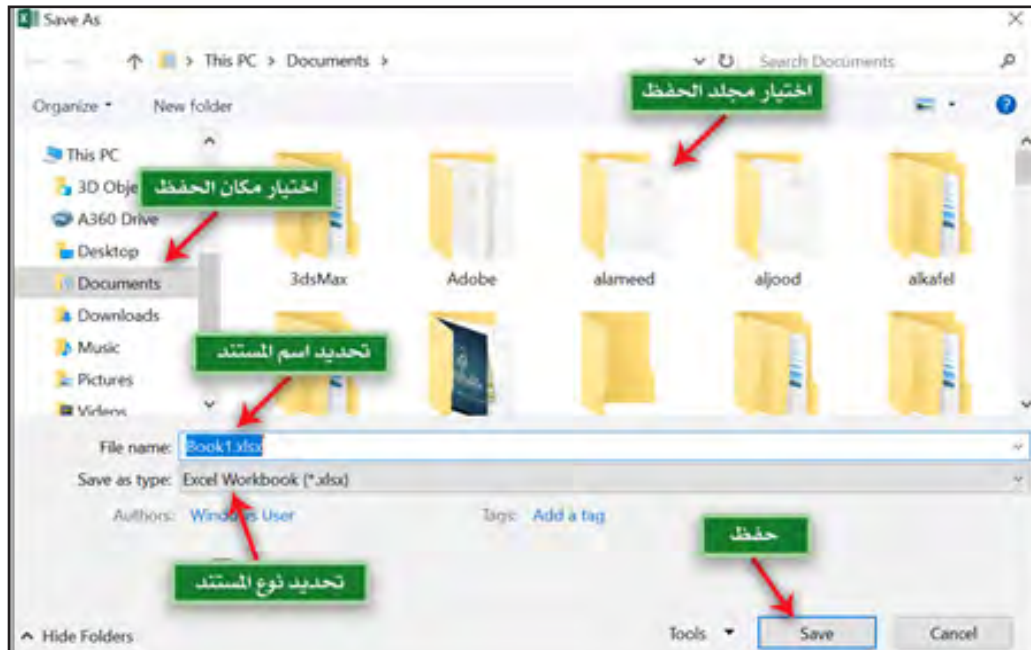 Save As
This PC > Documents >
Search Documents
Organize
New folder
اختيار مجلد الحفظ
This PC
3D Obje
اختيار مكان الحفظ
A360 Drive
Desktop
Documents
Downloads
Music
Pictures
Videos
3dsMax
Adobe
alameed
aljood
alkafel
تحديد اسم المستند
File name: Book1.xlsx
Save as type: Excel Workbook (*.xlsx)
Authors: Windows User
Tags: Add a tag
حفظ
تحديد نوع المستند
Hide Folders
Tools
Save
Cancel